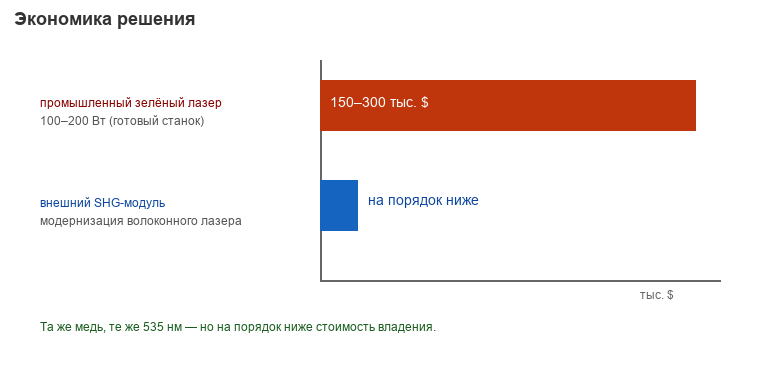 Экономика решения
промышленный зелёный лазер
100–200 Вт (готовый станок)
150–300 тыс. $
внешний SHG-модуль
модернизация волоконного лазера
на порядок ниже
тыс. $
Та же медь, те же 535 нм — но на порядок ниже стоимость владения.